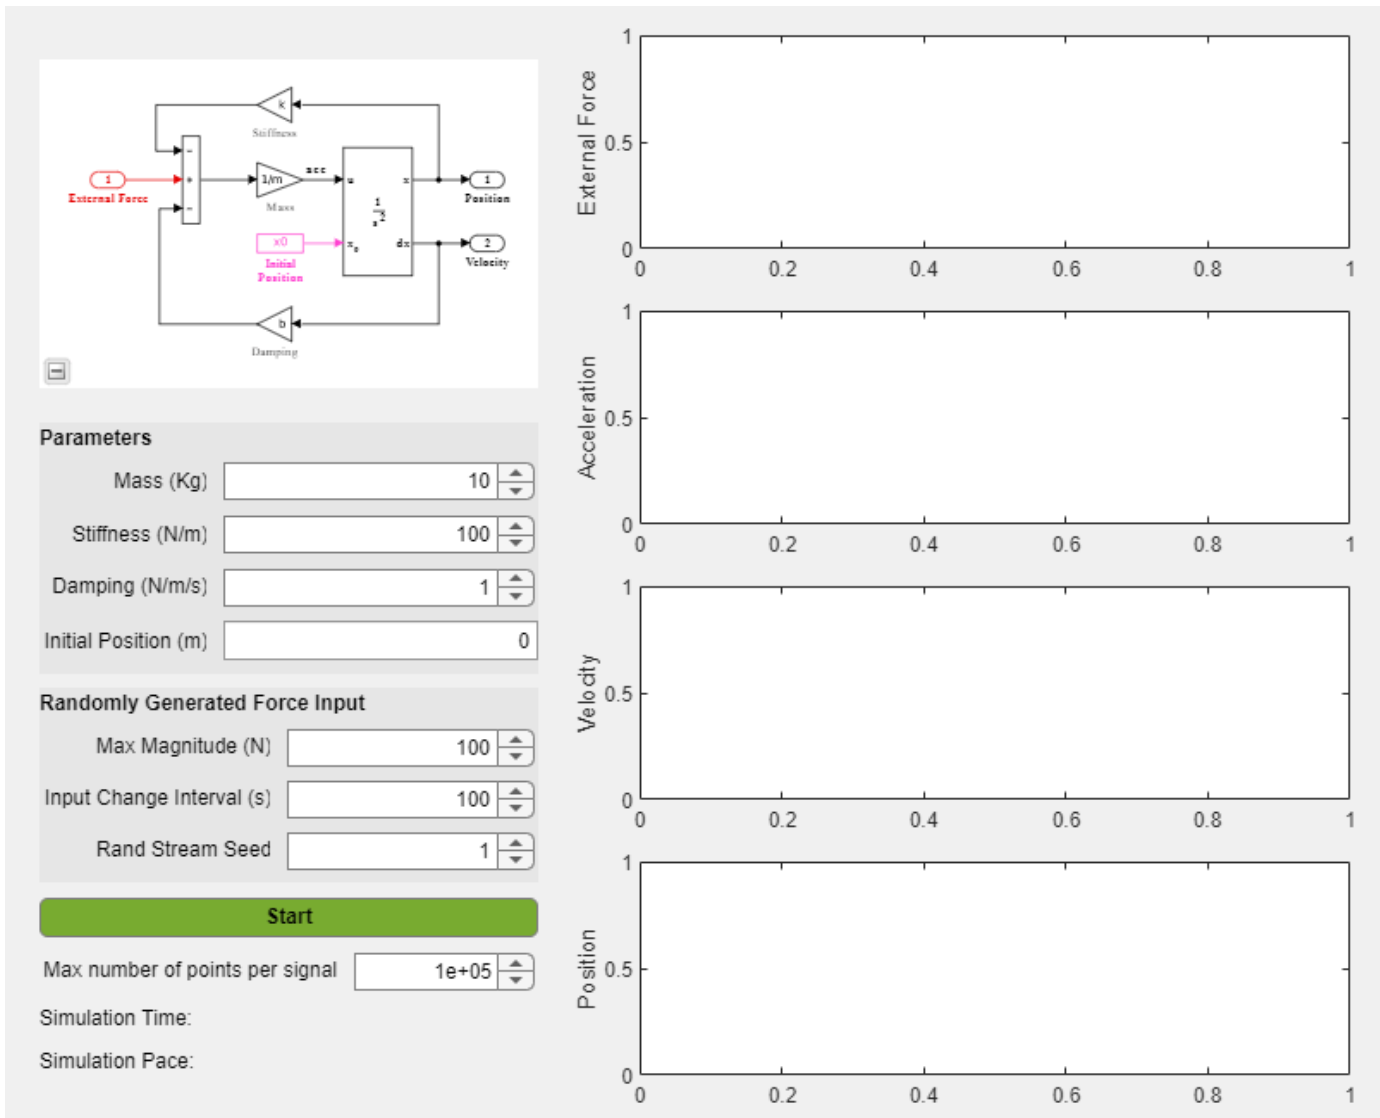 k
Stiffness
-
+
-
1
External Force
1/m
Mass
acc
u
x
1
s²
x₀
dx
x0
Initial
Position
1
Position
2
Velocity
b
Damping
Parameters
Mass (Kg) 10
Stiffness (N/m) 100
Damping (N/m/s) 1
Initial Position (m) 0
Randomly Generated Force Input
Max Magnitude (N) 100
Input Change Interval (s) 100
Rand Stream Seed 1
Start
Max number of points per signal 1e+05
Simulation Time:
Simulation Pace:
External Force
1
0.5
0
0 0.2 0.4 0.6 0.8 1
Acceleration
1
0.5
0
0 0.2 0.4 0.6 0.8 1
Velocity
1
0.5
0
0 0.2 0.4 0.6 0.8 1
Position
1
0.5
0
0 0.2 0.4 0.6 0.8 1